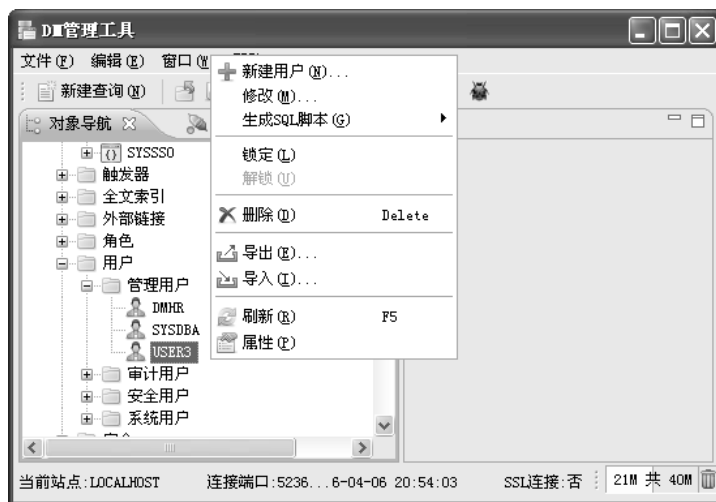 DM管理工具
文件(F) 编辑(E) 窗口(W
新建查询(N)
对象导航
SYSSSO
触发器
全文索引
外部链接
角色
用户
管理用户
DMHR
SYSDBA
USER3
审计用户
安全用户
系统用户
新建用户(N)...
修改(M)...
生成SQL脚本(G)
锁定(L)
解锁(U)
删除(D) Delete
导出(E)...
导入(I)...
刷新(R) F5
属性(P)
当前站点:LOCALHOST 连接端口:5236...6-04-06 20:54:03 SSL连接:否 21M 共 40M